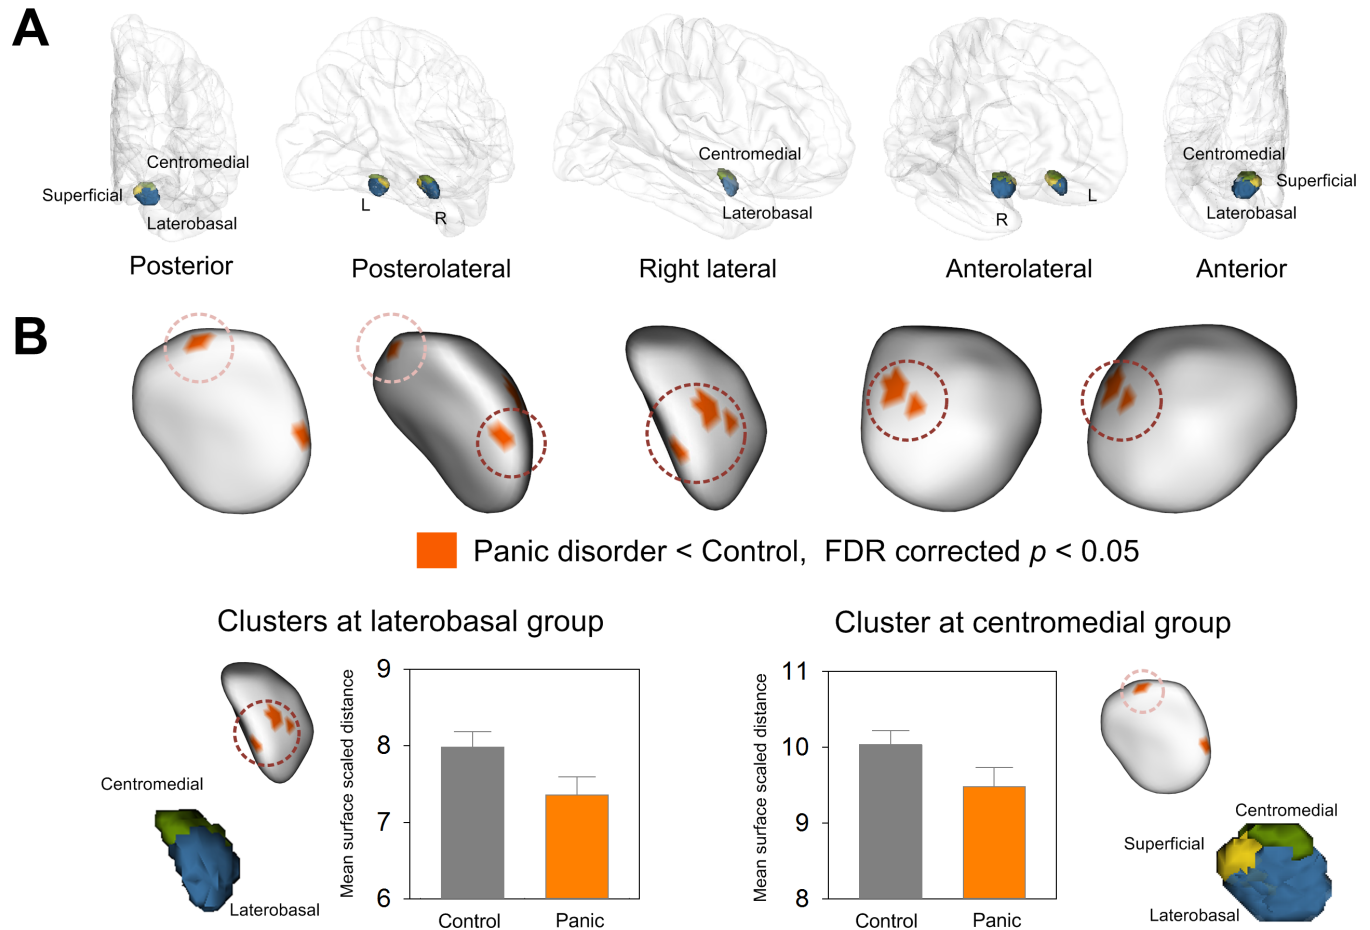 A
Centromedial
Superficial
Laterobasal
Posterior
L
R
Posterolateral
Centromedial
Laterobasal
Right lateral
R
L
Anterolateral
Centromedial
Superficial
Laterobasal
Anterior
B
Panic disorder < Control, FDR corrected p < 0.05
Clusters at laterobasal group
Centromedial
Laterobasal
Mean surface scaled distance
9
8
7
6
Control
Panic
Cluster at centromedial group
Mean surface scaled distance
11
10
9
8
Control
Panic
Centromedial
Superficial
Laterobasal